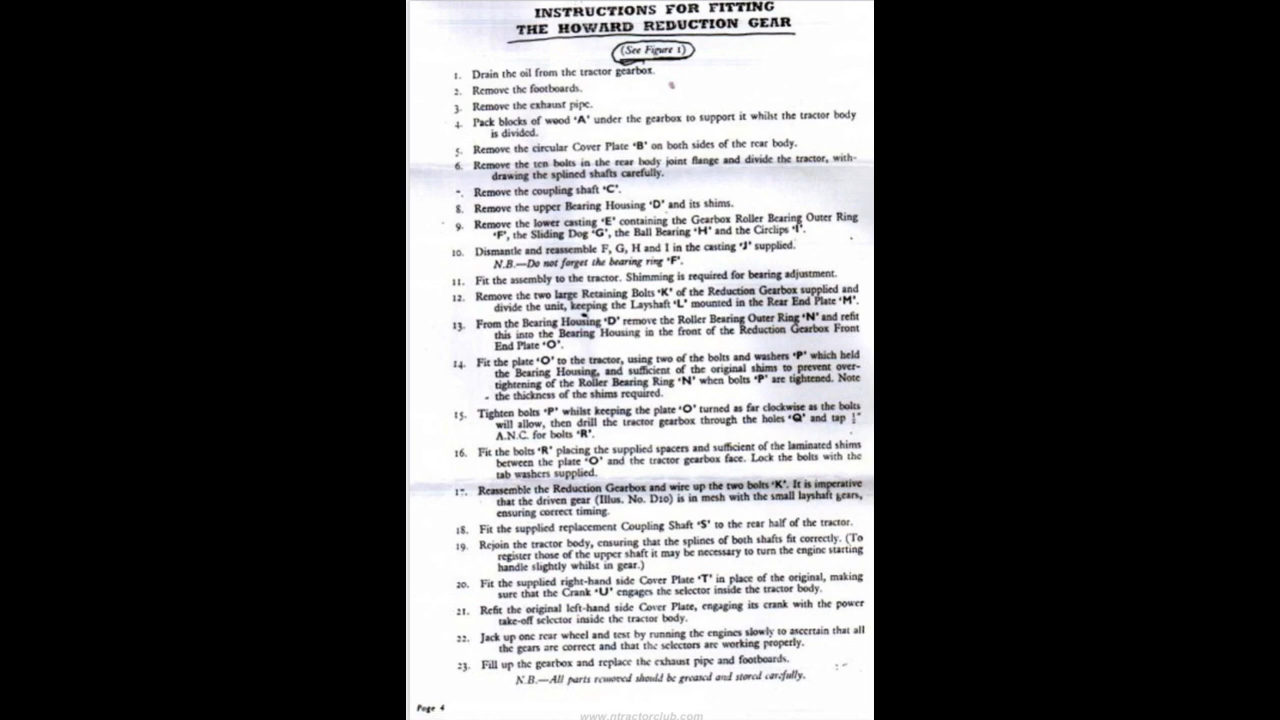 INSTRUCTIONS FOR FITTING
THE HOWARD REDUCTION GEAR
(See Figure 1)
1. Drain the oil from the tractor gearbox.
2. Remove the footboards.
3. Remove the exhaust pipe.
4. Pack blocks of wood 'A' under the gearbox to support it whilst the tractor body
is divided.
5. Remove the circular Cover Plate 'B' on both sides of the rear body.
6. Remove the ten bolts in the rear body joint flange and divide the tractor, with-
drawing the splined shafts carefully.
7. Remove the coupling shaft 'C'.
8. Remove the upper Bearing Housing 'D' and its shims.
9. Remove the lower casting 'E' containing the Gearbox Roller Bearing Outer Ring
'F', the Sliding Dog 'G', the Ball Bearing 'H' and the Circlips 'I'.
10. Dismantle and reassemble F, G, H and I in the casting 'J' supplied.
N.B.—Do not forget the bearing ring 'F'.
11. Fit the assembly to the tractor. Shimming is required for bearing adjustment.
12. Remove the two large Retaining Bolts 'K' of the Reduction Gearbox supplied and
divide the unit, keeping the Layshaft 'L' mounted in the Rear End Plate 'M'.
13. From the Bearing Housing 'D' remove the Roller Bearing Outer Ring 'N' and refit
this into the Bearing Housing in the front of the Reduction Gearbox Front
End Plate 'O'.
14. Fit the plate 'O' to the tractor, using two of the bolts and washers 'P' which held
the Bearing Housing, and sufficient of the original shims to prevent over-
tightening of the Roller Bearing Ring 'N' when bolts 'P' are tightened. Note
the thickness of the shims required.
15. Tighten bolts 'P' whilst keeping the plate 'O' turned as far clockwise as the bolts
will allow, then drill the tractor gearbox through the holes 'Q' and tap
A.N.C. for bolts 'R'.
16. Fit the bolts 'R' placing the supplied spacers and sufficient of the laminated shims
between the plate 'O' and the tractor gearbox face. Lock the bolts with the
tab washers supplied.
17. Reassemble the Reduction Gearbox and wire up the two bolts 'K'. It is imperative
that the driven gear (Illus. No. D10) is in mesh with the small layshaft gears,
ensuring correct timing.
18. Fit the supplied replacement Coupling Shaft 'S' to the rear half of the tractor.
19. Rejoin the tractor body, ensuring that the splines of both shafts fit correctly. (To
register those of the upper shaft it may be necessary to turn the engine starting
handle slightly whilst in gear.)
20. Fit the supplied right-hand side Cover Plate 'T' in place of the original, making
sure that the Crank 'U' engages the selector inside the tractor body.
21. Refit the original left-hand side Cover Plate, engaging its crank with the power
take-off selector inside the tractor body.
22. Jack up one rear wheel and test by running the engines slowly to ascertain that all
the gears are correct and that the selectors are working properly.
23. Fill up the gearbox and replace the exhaust pipe and footboards.
N.B.—All parts removed should be greased and stored carefully.
Page 4
www.ntractorclub.com